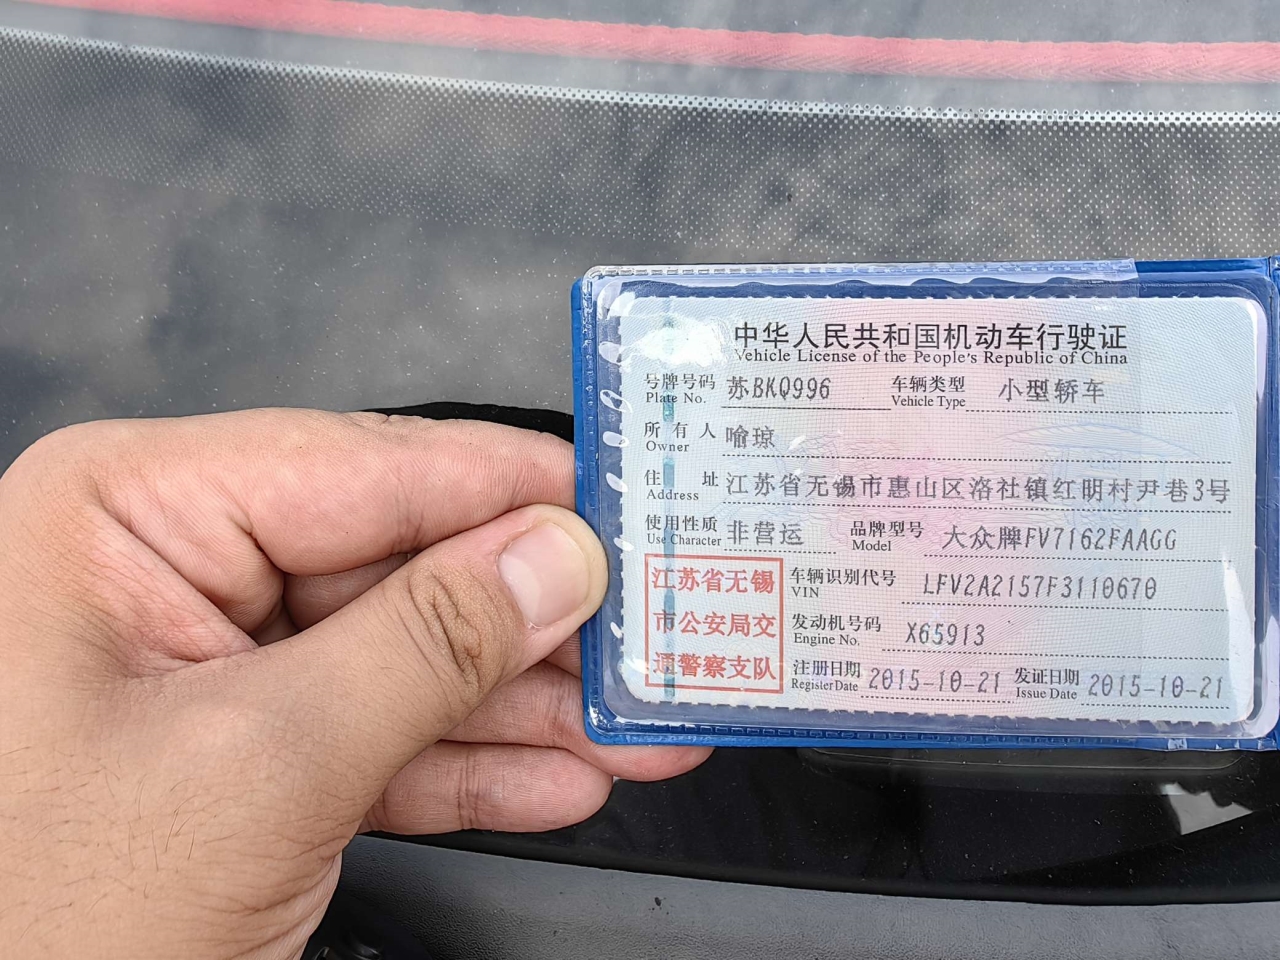 中华人民共和国机动车行驶证
Vehicle License of the People's Republic of China
号牌号码 苏BKQ996 车辆类型 小型轿车
Plate No. Vehicle Type
所有人 喻琼
Owner
住址 江苏省无锡市惠山区洛社镇红明村尹巷3号
Address
使用性质 非营运 品牌型号 大众牌FV7162FAAGG
Use Character Model
江苏省无锡
市公安局交
通警察支队
车辆识别代号 LFV2A2157F3110670
VIN
发动机号码 X65913
Engine No.
注册日期 2015-10-21 发证日期 2015-10-21
Register Date Issue Date